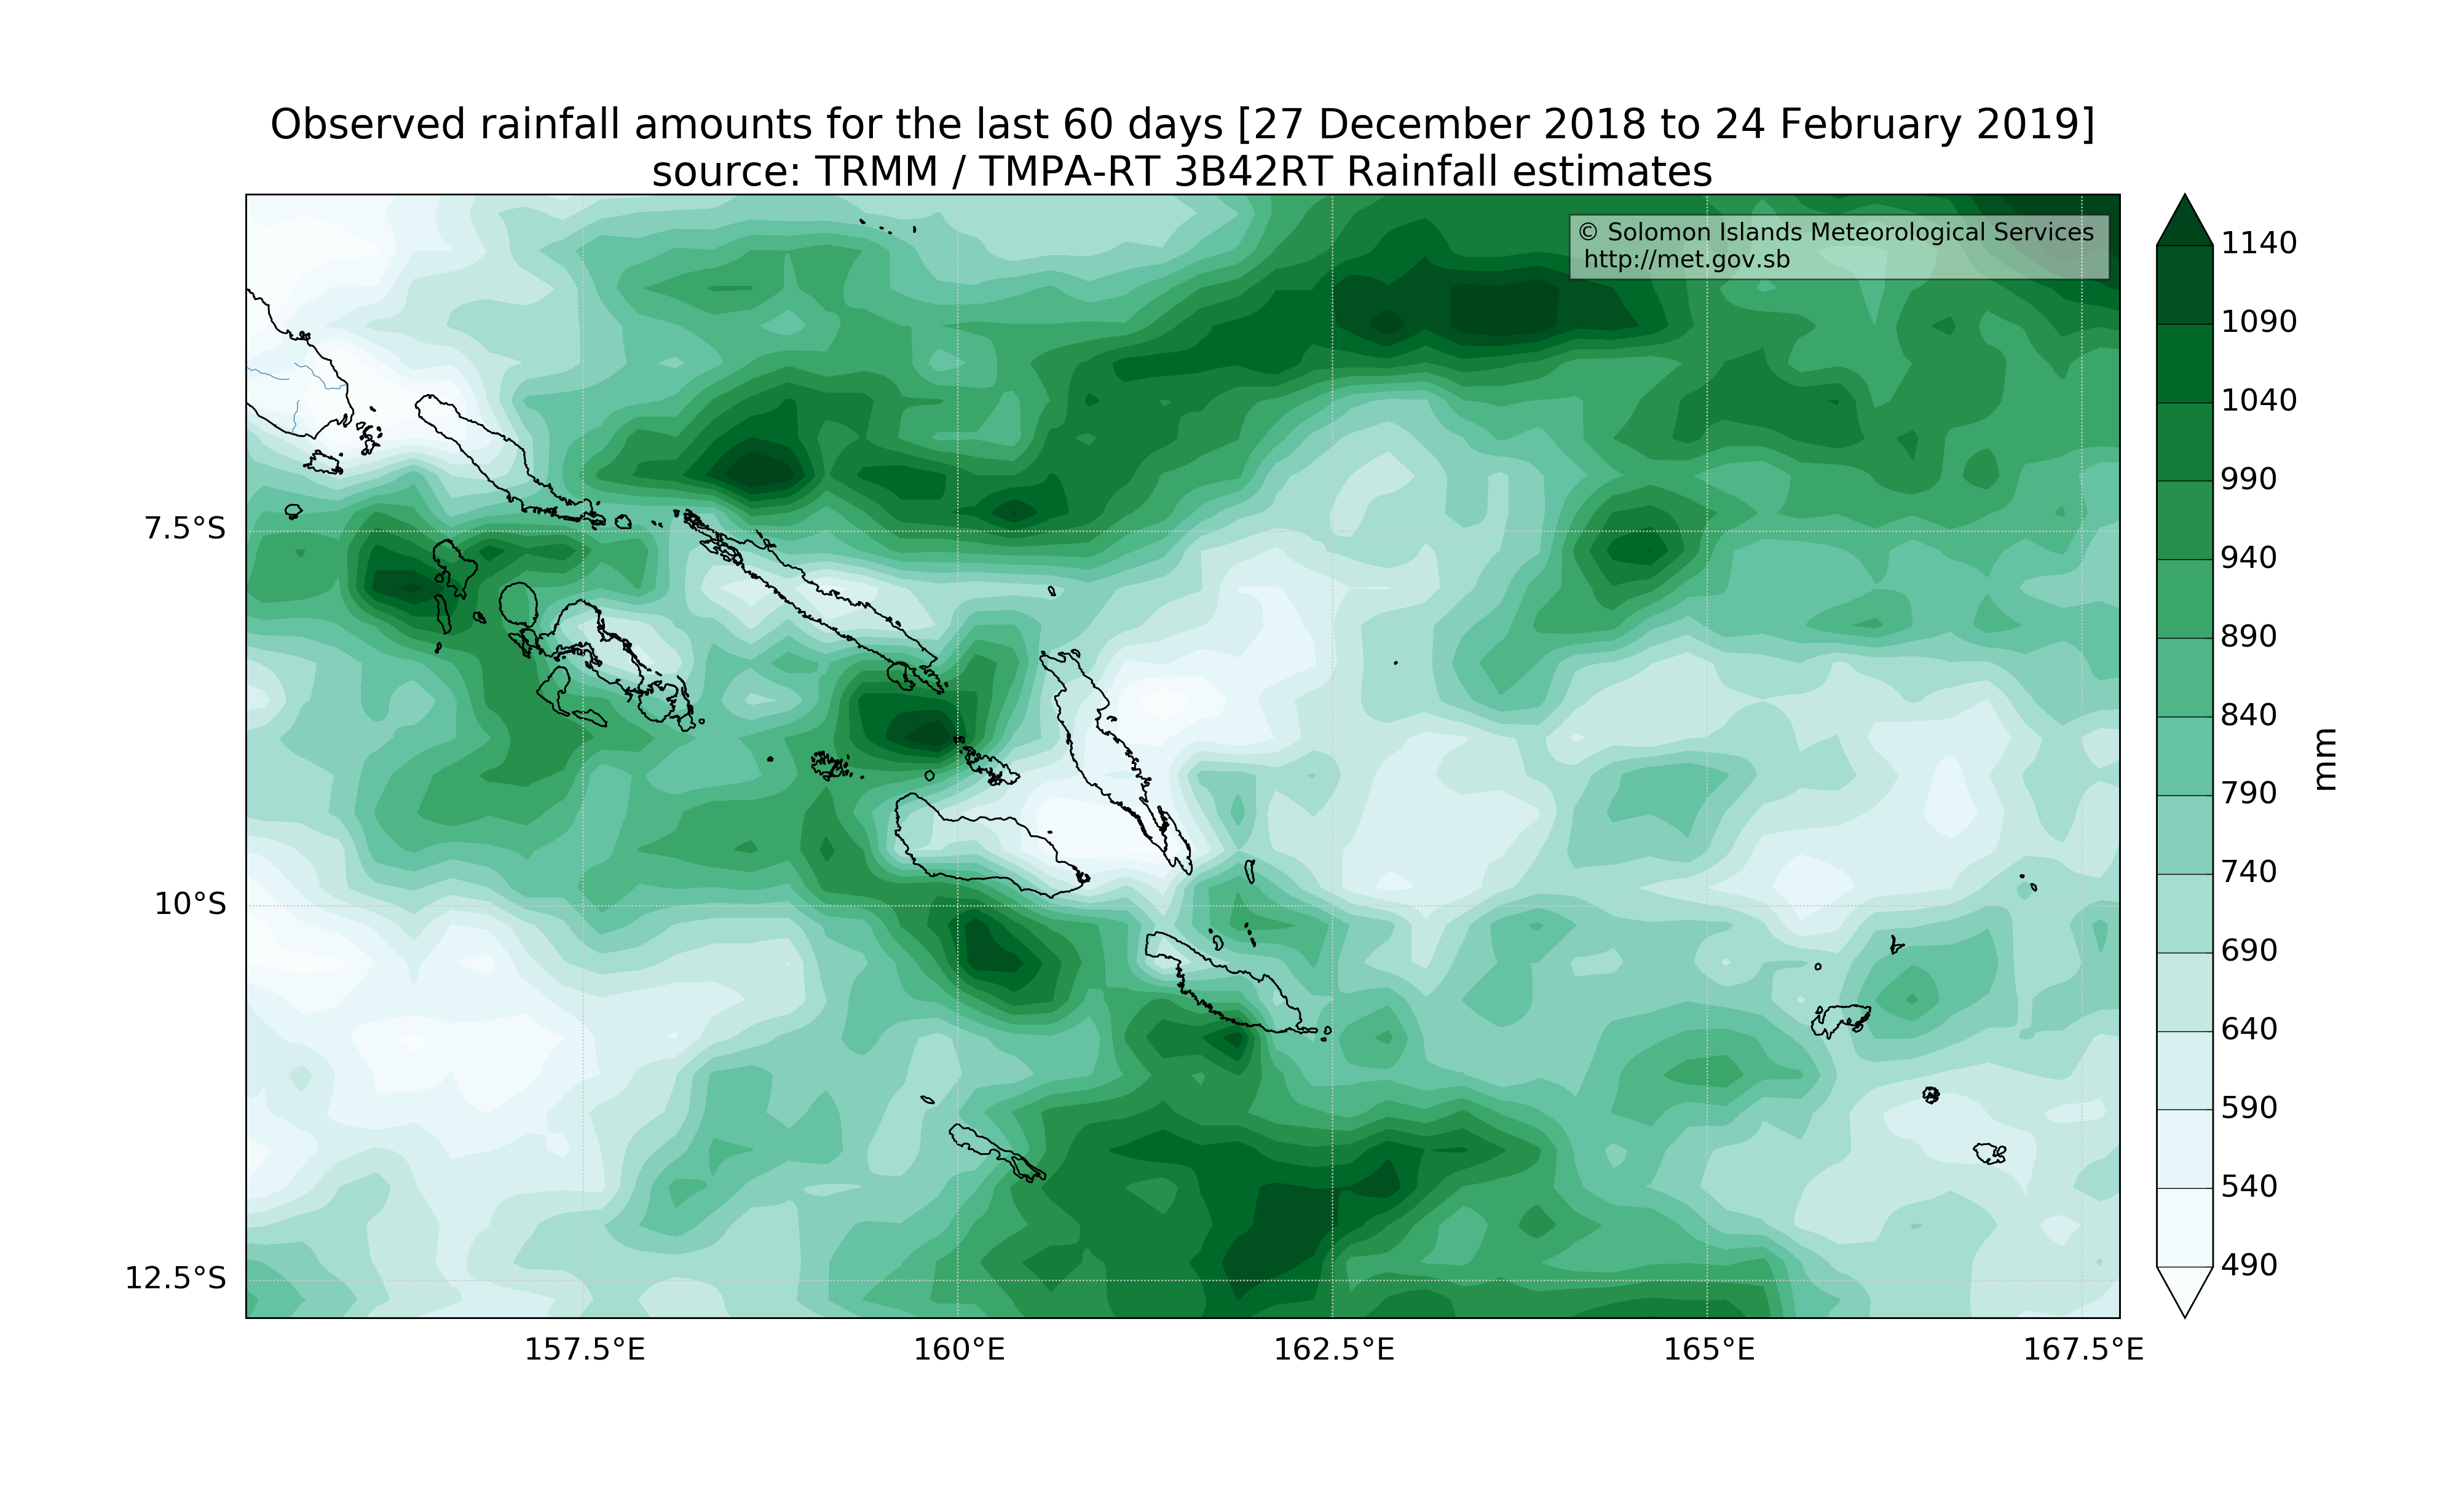 Observed rainfall amounts for the last 60 days [27 December 2018 to 24 February 2019]
source: TRMM / TMPA-RT 3B42RT Rainfall estimates
© Solomon Islands Meteorological Services
http://met.gov.sb
7.5°S
10°S
12.5°S
157.5°E
160°E
162.5°E
165°E
167.5°E
1140
1090
1040
990
940
890
840
790
740
690
640
590
540
490
mm